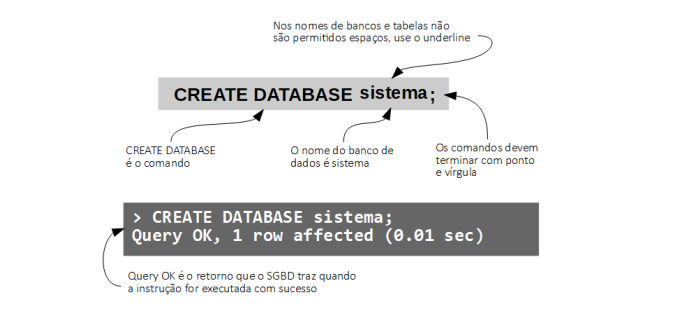 Nos nomes de bancos e tabelas não
são permitidos espaços, use o underline
CREATE DATABASE sistema;
CREATE DATABASE
é o comando
O nome do banco de
dados é sistema
Os comandos devem
terminar com ponto
e vírgula
> CREATE DATABASE sistema;
Query OK, 1 row affected (0.01 sec)
Query OK é o retorno que o SGBD traz quando
a instrução for executada com sucesso